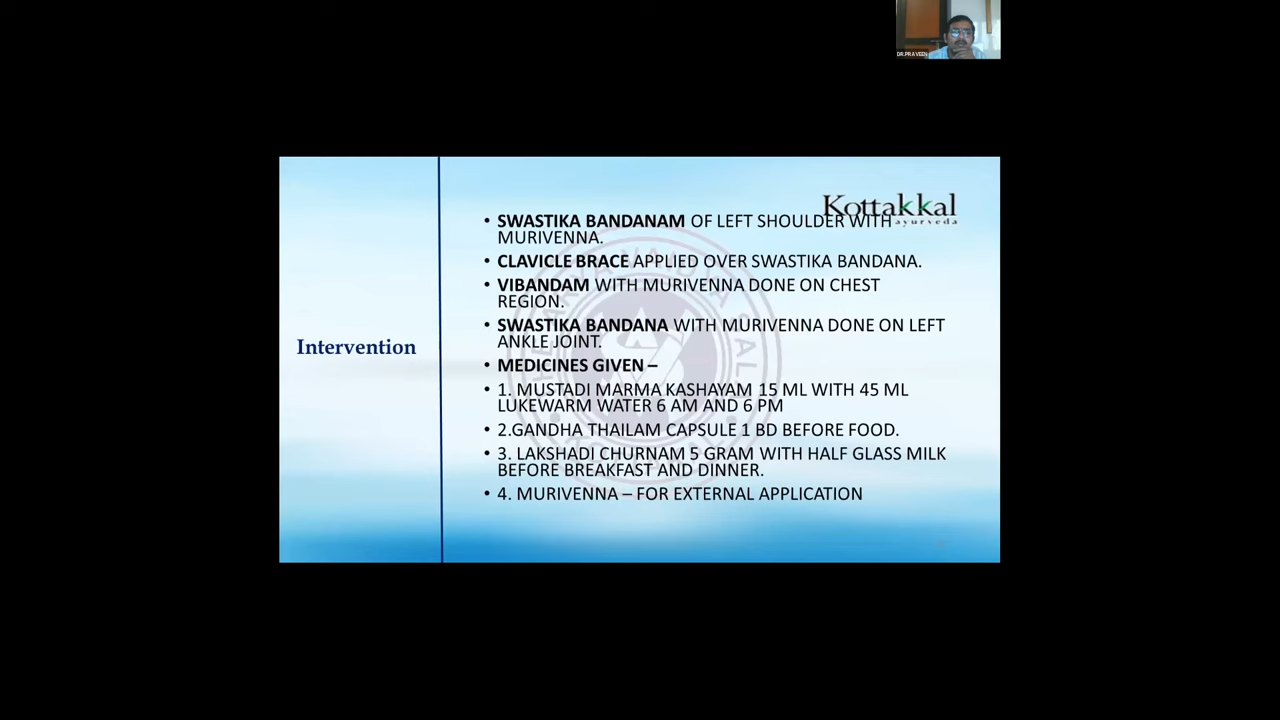 DR.PRAVEEN
Kottakkal
ayurveda
• SWASTIKA BANDANAM OF LEFT SHOULDER WITH
MURIVENNA.
• CLAVICLE BRACE APPLIED OVER SWASTIKA BANDANA.
• VIBANDAM WITH MURIVENNA DONE ON CHEST
REGION.
• SWASTIKA BANDANA WITH MURIVENNA DONE ON LEFT
ANKLE JOINT.
Intervention
• MEDICINES GIVEN –
• 1. MUSTADI MARMA KASHAYAM 15 ML WITH 45 ML
LUKEWARM WATER 6 AM AND 6 PM
• 2.GANDHA THAILAM CAPSULE 1 BD BEFORE FOOD.
• 3. LAKSHADI CHURNAM 5 GRAM WITH HALF GLASS MILK
BEFORE BREAKFAST AND DINNER.
• 4. MURIVENNA – FOR EXTERNAL APPLICATION